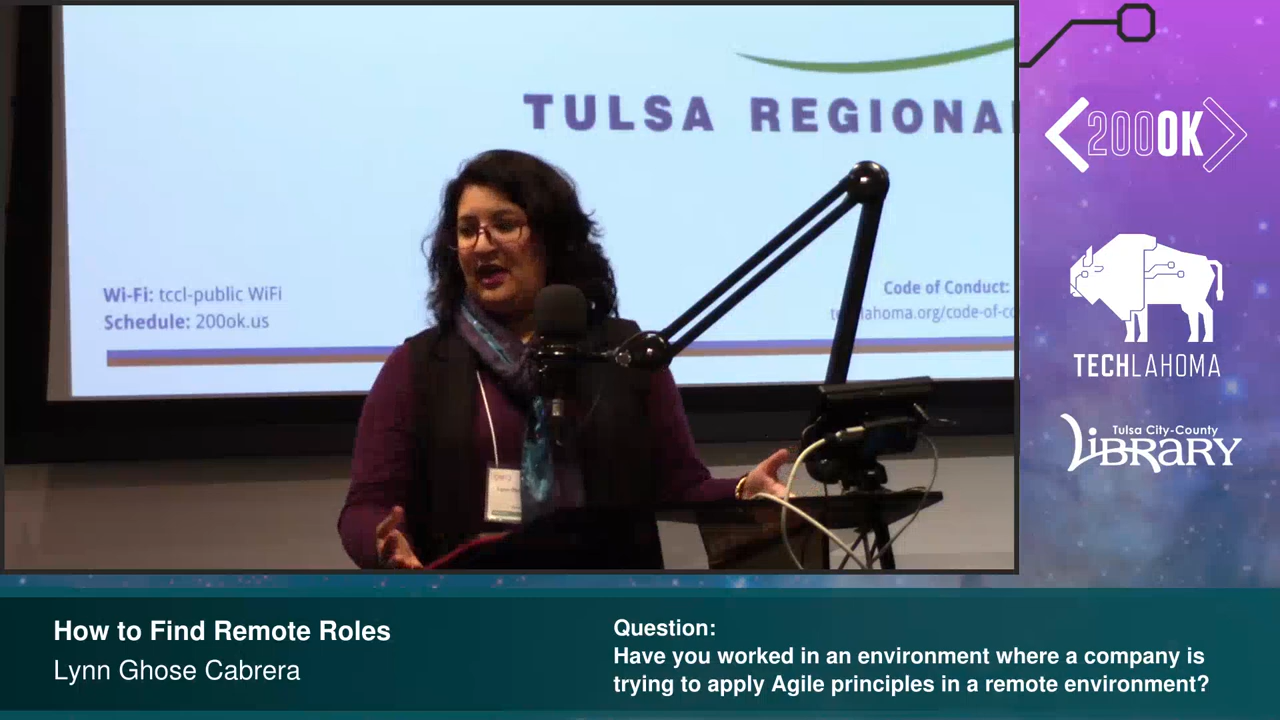 TULSA REGIONA
Wi-Fi: tccl-public WiFi
Schedule: 200ok.us
Code of Conduct:
200OK
TECHLAHOMA
Tulsa City-County
LiBRARY
How to Find Remote Roles
Lynn Ghose Cabrera
Question:
Have you worked in an environment where a company is
trying to apply Agile principles in a remote environment?